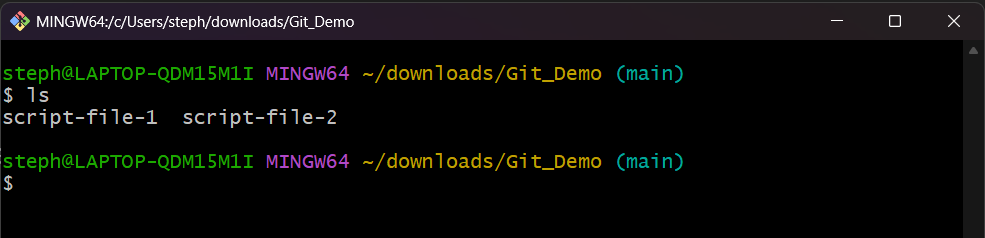 MINGW64:/c/Users/steph/downloads/Git_Demo
steph@LAPTOP-QDM15M1I MINGW64 ~/downloads/Git_Demo (main)
$ ls
script-file-1  script-file-2
steph@LAPTOP-QDM15M1I MINGW64 ~/downloads/Git_Demo (main)
$